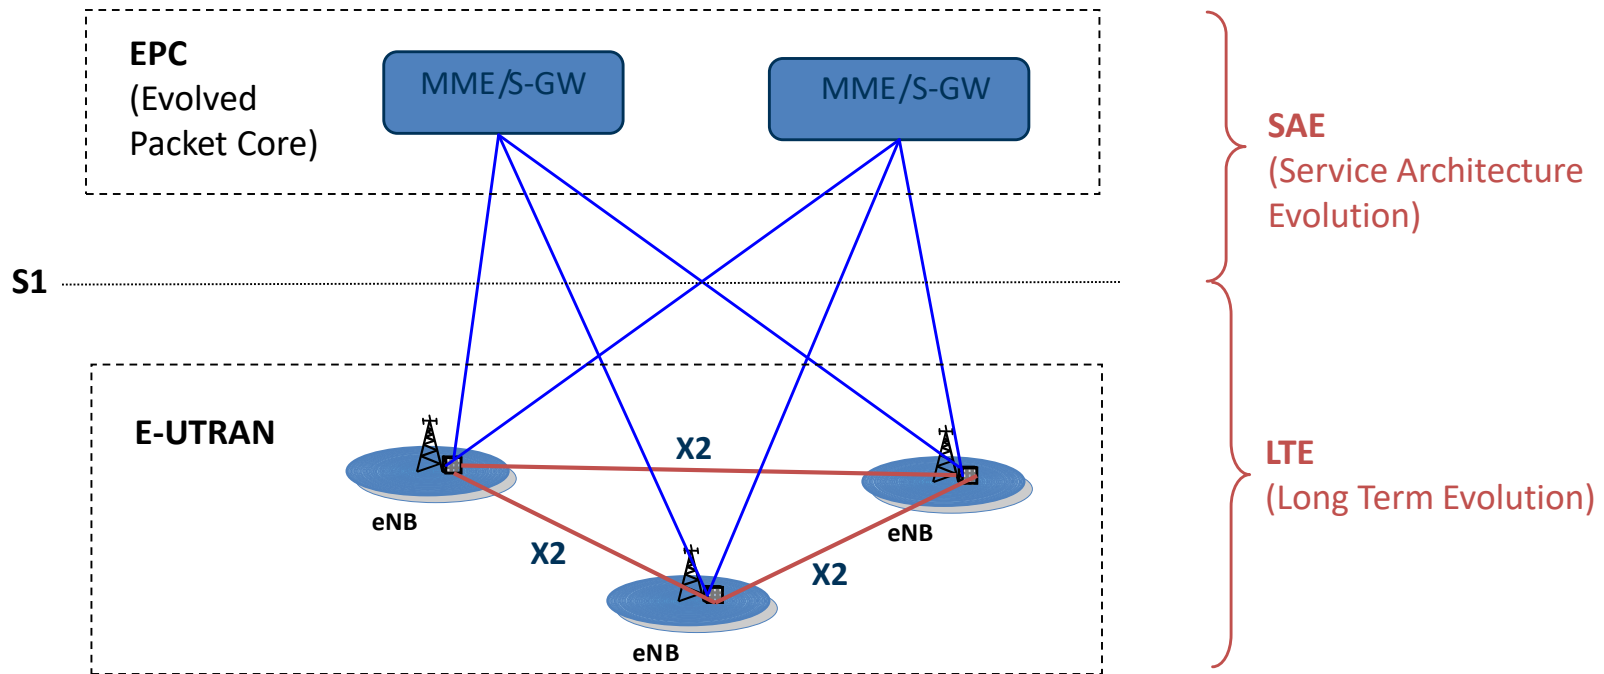 EPC
(Evolved
Packet Core)
MME/S-GW
MME/S-GW
SAE
(Service Architecture
Evolution)
S1
E-UTRAN
X2
eNB
eNB
X2
X2
eNB
LTE
(Long Term Evolution)